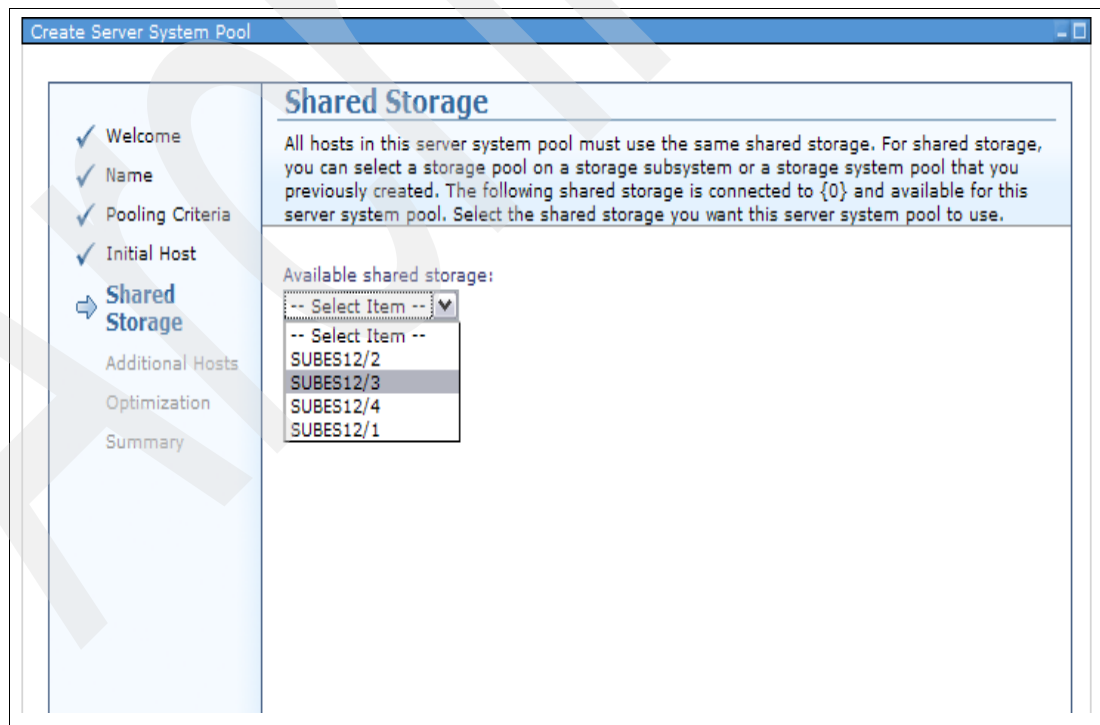 Create Server System Pool
Welcome
Name
Pooling Criteria
Initial Host
Shared
Storage
Additional Hosts
Optimization
Summary
Shared Storage
All hosts in this server system pool must use the same shared storage. For shared storage,
you can select a storage pool on a storage subsystem or a storage system pool that you
previously created. The following shared storage is connected to {0} and available for this
server system pool. Select the shared storage you want this server system pool to use.
Available shared storage:
-- Select Item --
-- Select Item --
SUBES12/2
SUBES12/3
SUBES12/4
SUBES12/1